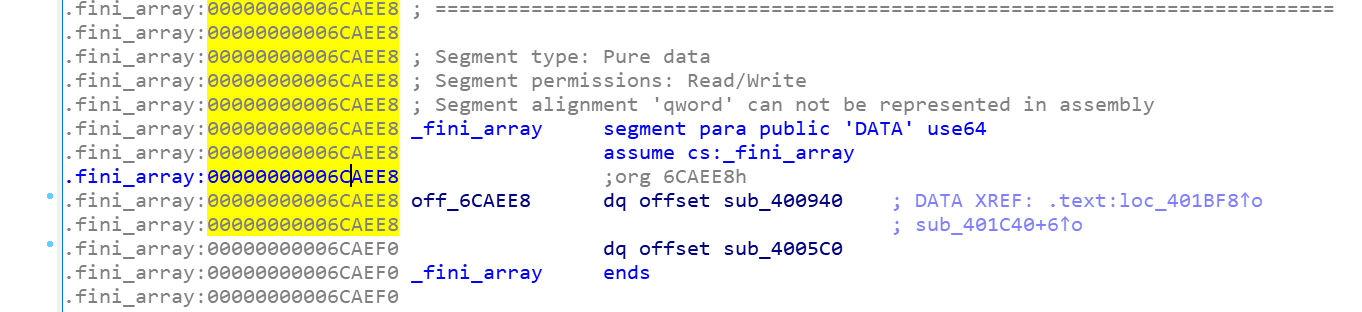 .fini_array:00000000006CAEE8 ; ===========================================================================
.fini_array:00000000006CAEE8
.fini_array:00000000006CAEE8 ; Segment type: Pure data
.fini_array:00000000006CAEE8 ; Segment permissions: Read/Write
.fini_array:00000000006CAEE8 ; Segment alignment 'qword' can not be represented in assembly
.fini_array:00000000006CAEE8 _fini_array     segment para public 'DATA' use64
.fini_array:00000000006CAEE8                 assume cs:_fini_array
.fini_array:00000000006CAEE8                 ;org 6CAEE8h
.fini_array:00000000006CAEE8 off_6CAEE8      dq offset sub_400940    ; DATA XREF: .text:loc_401BF8↑o
.fini_array:00000000006CAEE8                                         ; sub_401C40+6↑o
.fini_array:00000000006CAEF0                 dq offset sub_4005C0
.fini_array:00000000006CAEF0 _fini_array     ends
.fini_array:00000000006CAEF0